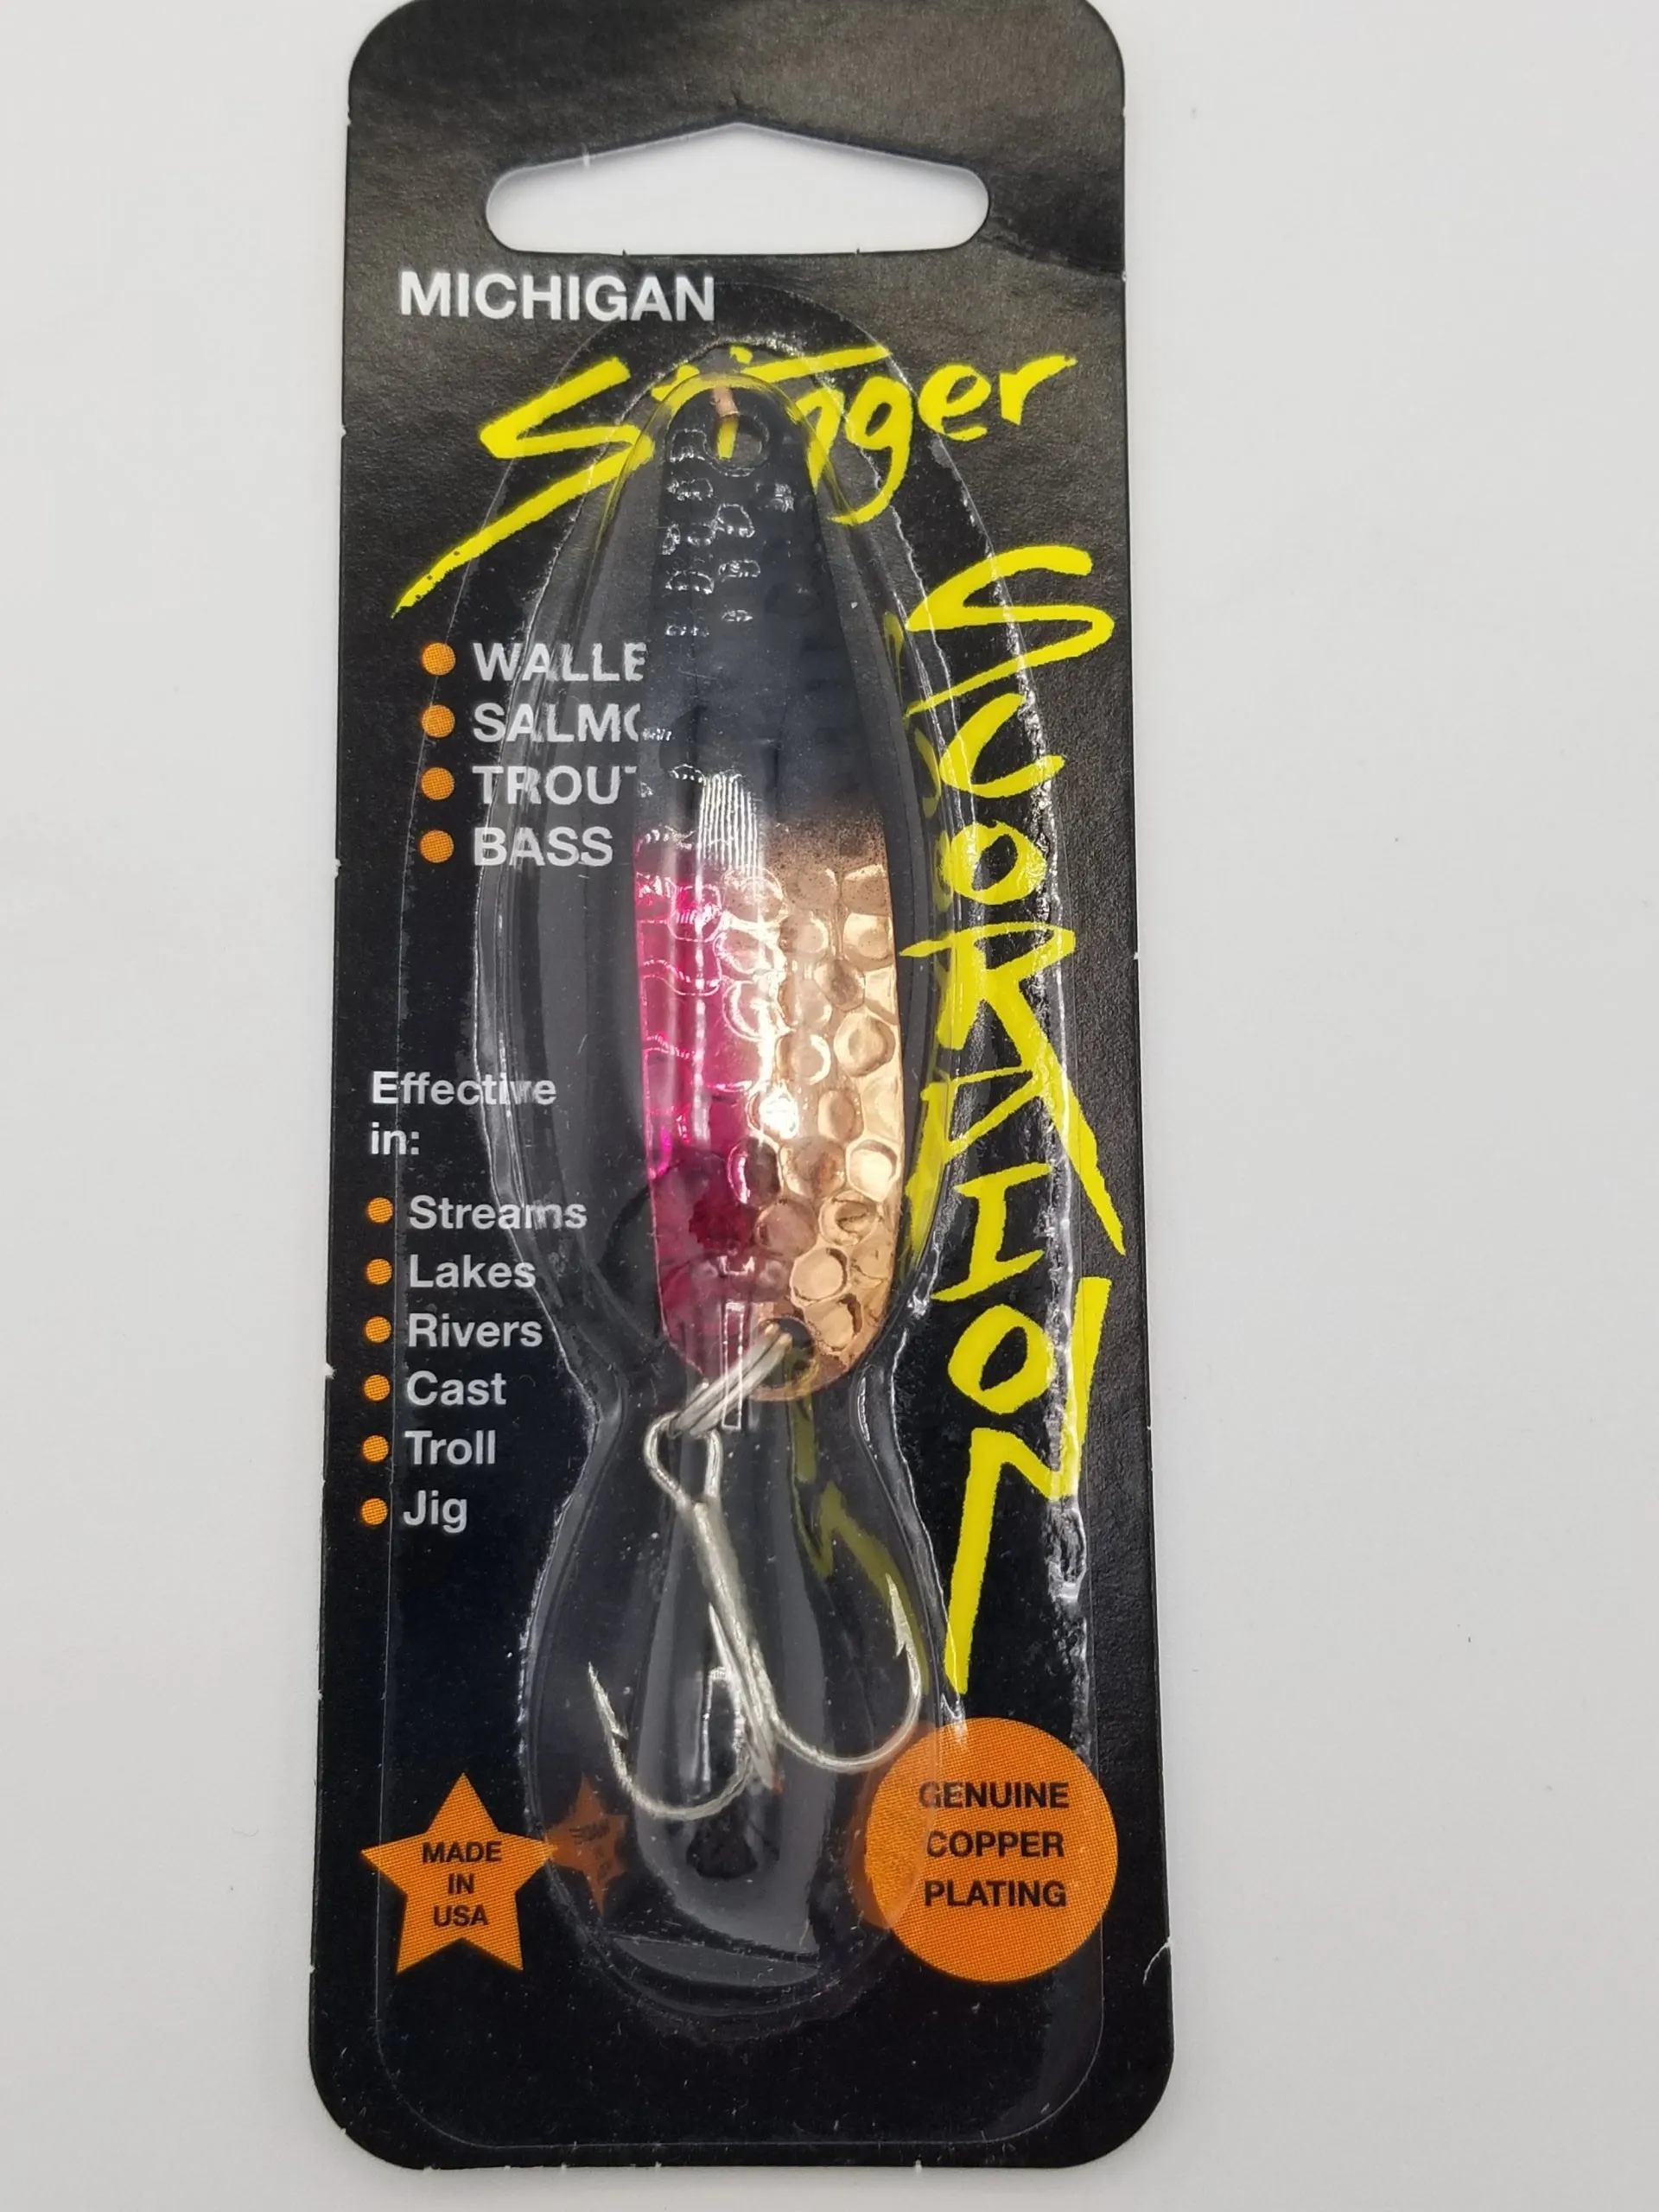 MICHIGAN
Stinger
SCORPION
WALLE
SALMO
TROUT
BASS
Effective
in:
Streams
Lakes
Rivers
Cast
Troll
Jig
MADE
IN
USA
GENUINE
COPPER
PLATING